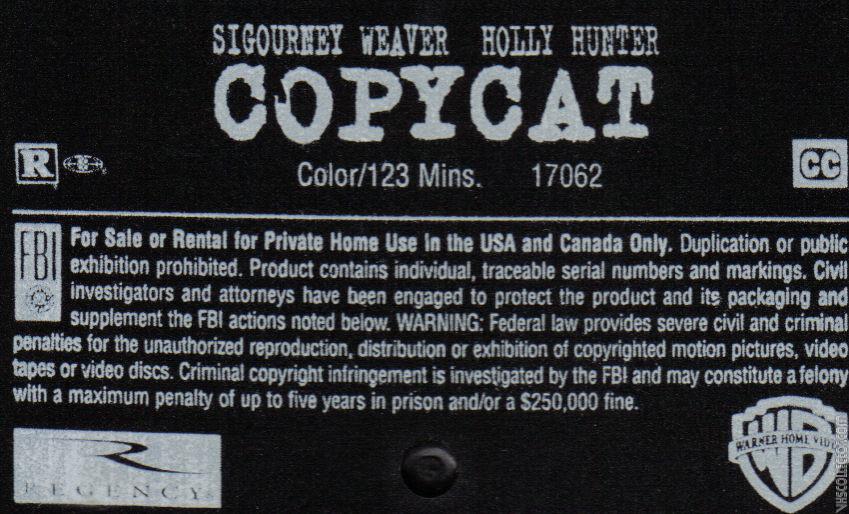 SIGOURNEY WEAVER HOLLY HUNTER
COPYCAT
R
CC
Color/123 Mins. 17062
FBI
For Sale or Rental for Private Home Use in the USA and Canada Only. Duplication or public
exhibition prohibited. Product contains individual, traceable serial numbers and markings. Civil
investigators and attorneys have been engaged to protect the product and its packaging and
supplement the FBI actions noted below. WARNING: Federal law provides severe civil and criminal
penalties for the unauthorized reproduction, distribution or exhibition of copyrighted motion pictures, video
tapes or video discs. Criminal copyright infringement is investigated by the FBI and may constitute a felony
with a maximum penalty of up to five years in prison and/or a $250,000 fine.
R
REGENCY
WB
WARNER HOME VIDEO
VHSCOLLECTOR.com